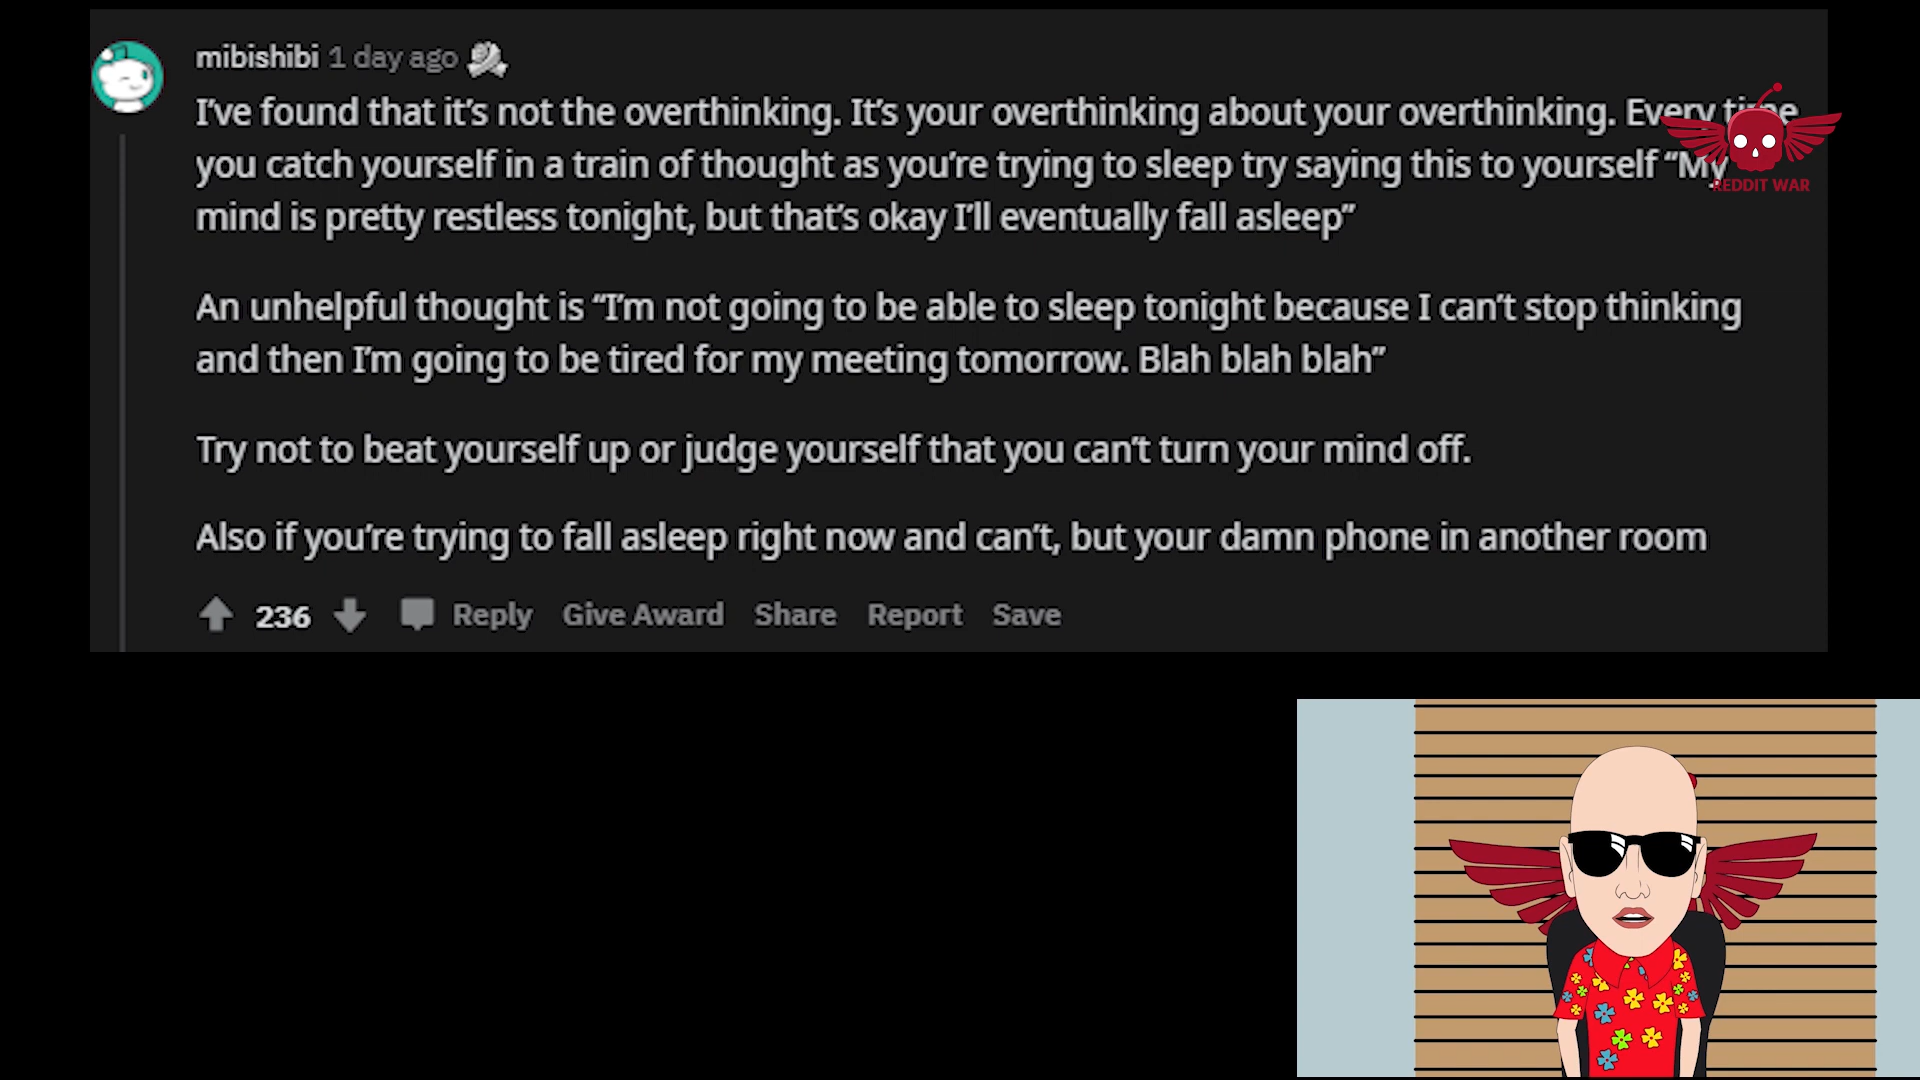 mibishibi 1 day ago
I've found that it's not the overthinking. It's your overthinking about your overthinking. Every time
you catch yourself in a train of thought as you're trying to sleep try saying this to yourself “My
REDDIT WAR
mind is pretty restless tonight, but that's okay I'll eventually fall asleep”
An unhelpful thought is “I'm not going to be able to sleep tonight because I can't stop thinking
and then I'm going to be tired for my meeting tomorrow. Blah blah blah”
Try not to beat yourself up or judge yourself that you can't turn your mind off.
Also if you're trying to fall asleep right now and can't, but your damn phone in another room
236 Reply Give Award Share Report Save